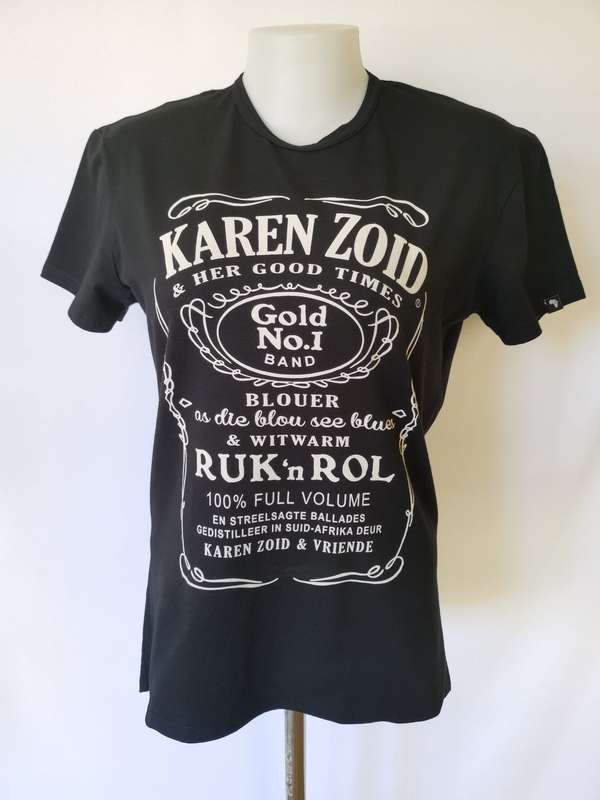 KAREN ZOID
& HER GOOD TIMES
®
Gold
No.1
BAND
BLOUER
as die blou see blues
& WITWARM
RUK 'n ROL
100% FULL VOLUME
EN STREELSAGTE BALLADES
GEDISTILLEER IN SUID-AFRIKA DEUR
KAREN ZOID & VRIENDE